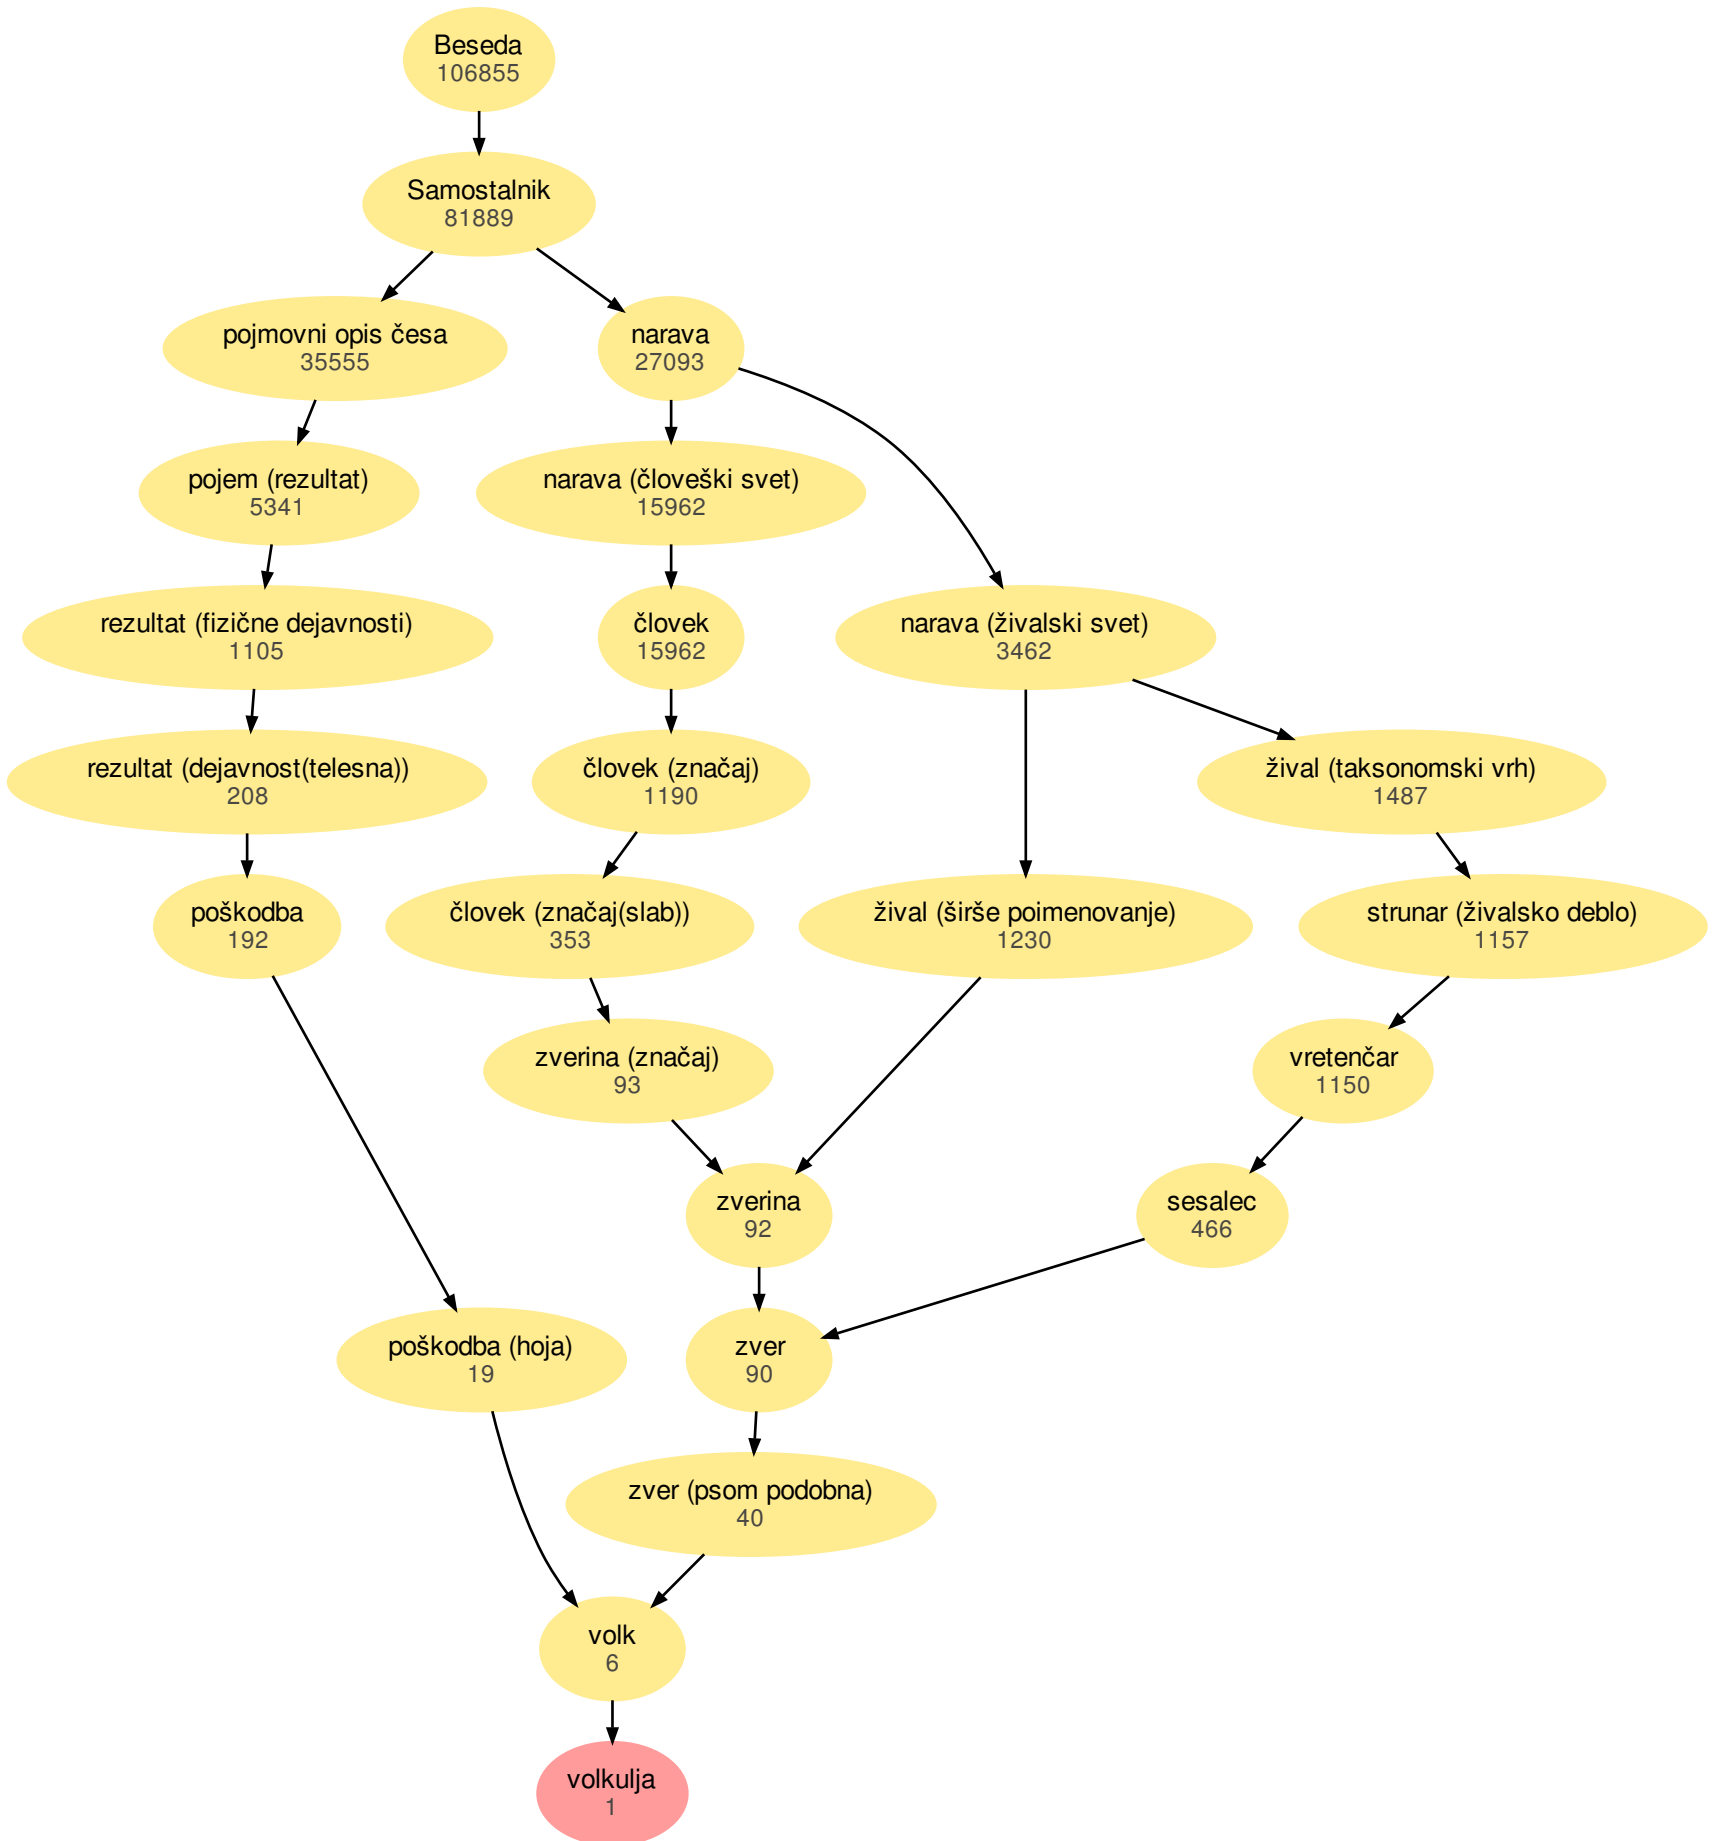 Beseda
106855
Samostalnik
81889
pojmovni opis česa
35555
narava
27093
pojem (rezultat)
5341
narava (človeški svet)
15962
rezultat (fizične dejavnosti)
1105
človek
15962
narava (živalski svet)
3462
rezultat (dejavnost(telesna))
208
človek (značaj)
1190
žival (taksonomski vrh)
1487
poškodba
192
človek (značaj(slab))
353
žival (širše poimenovanje)
1230
strunar (živalsko deblo)
1157
zverina (značaj)
93
vretenčar
1150
zverina
92
sesalec
466
poškodba (hoja)
19
zver
90
zver (psom podobna)
40
volk
6
volkulja
1